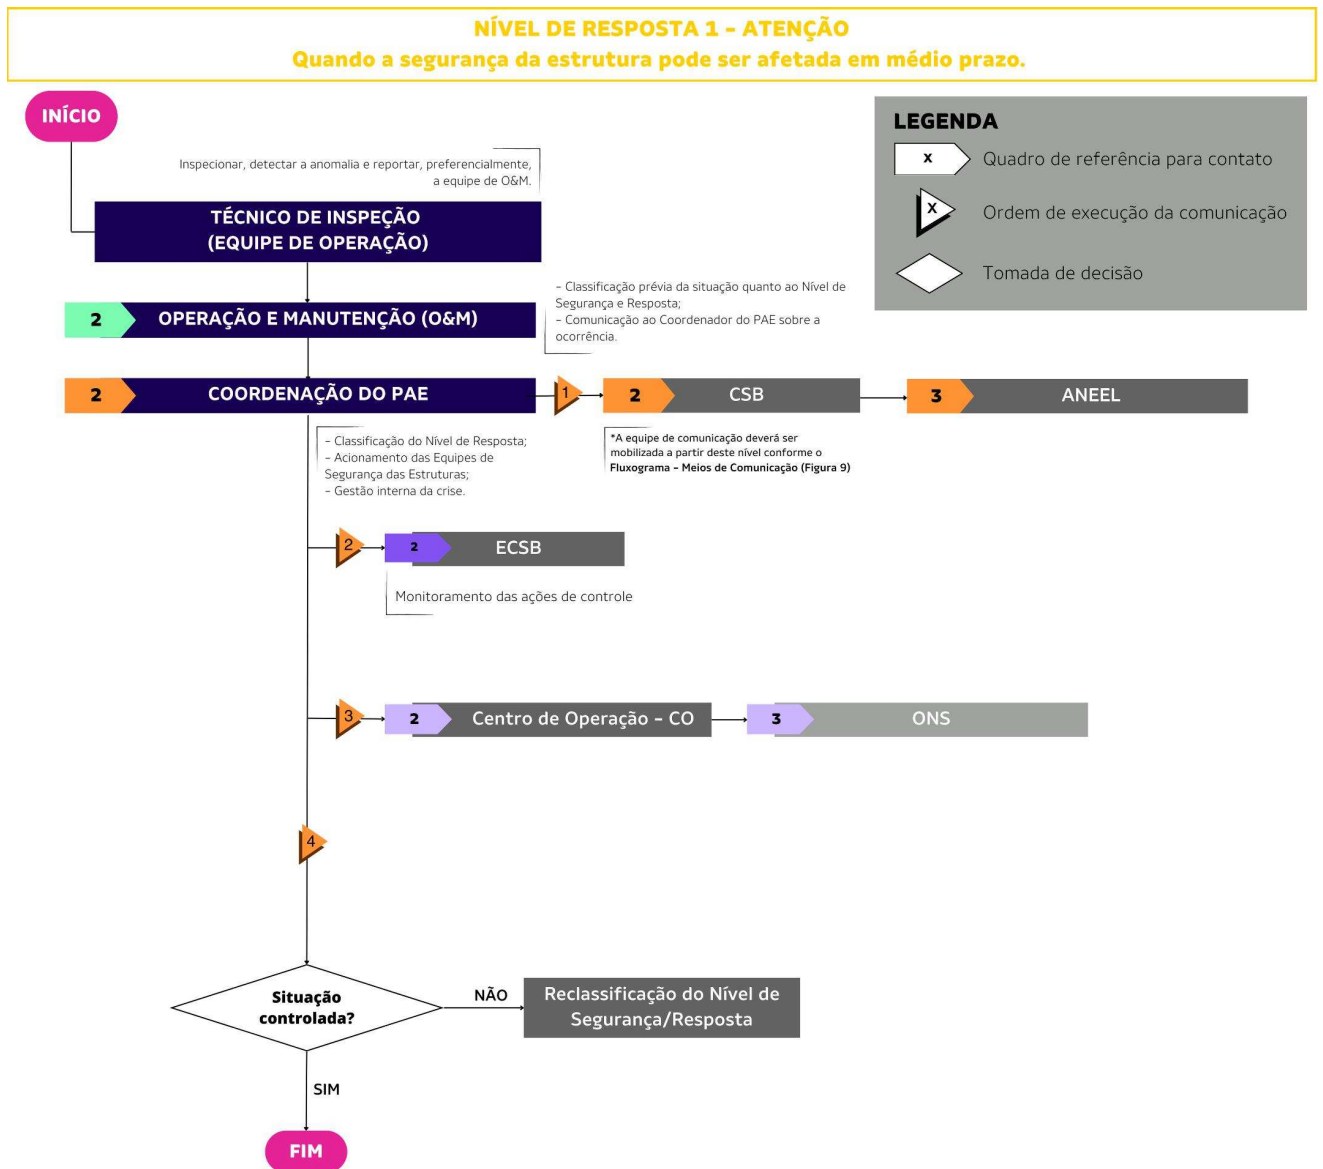 NÍVEL DE RESPOSTA 1 – ATENÇÃO
Quando a segurança da estrutura pode ser afetada em médio prazo.
INÍCIO
LEGENDA
x
Quadro de referência para contato
X
Ordem de execução da comunicação
Tomada de decisão
Inspecionar, detectar a anomalia e reportar, preferencialmente,
a equipe de O&M.
TÉCNICO DE INSPEÇÃO
(EQUIPE DE OPERAÇÃO)
– Classificação prévia da situação quanto ao Nível de
Segurança e Resposta;
– Comunicação ao Coordenador do PAE sobre a
ocorrência.
2
OPERAÇÃO E MANUTENÇÃO (O&M)
2
COORDENAÇÃO DO PAE
1
2
CSB
3
ANEEL
– Classificação do Nível de Resposta;
– Acionamento das Equipes de
Segurança das Estruturas;
– Gestão interna da crise.
*A equipe de comunicação deverá ser
mobilizada a partir deste nível conforme o
Fluxograma – Meios de Comunicação (Figura 9)
2
2
ECSB
Monitoramento das ações de controle
3
2
Centro de Operação – CO
3
ONS
4
Situação
controlada?
NÃO
Reclassificação do Nível de
Segurança/Resposta
SIM
FIM